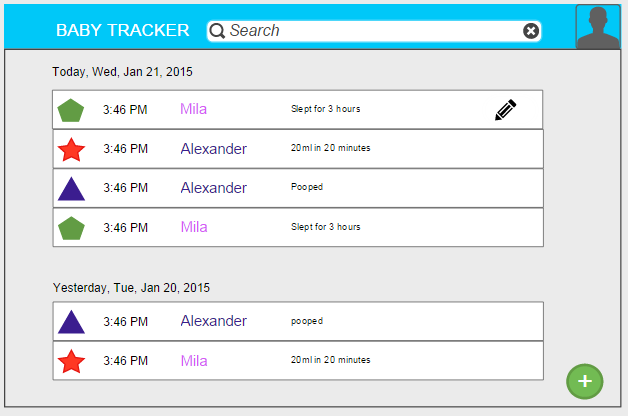 BABY TRACKER Search
Today, Wed, Jan 21, 2015
3:46 PM Mila Slept for 3 hours
3:46 PM Alexander 20ml in 20 minutes
3:46 PM Alexander Pooped
3:46 PM Mila Slept for 3 hours
Yesterday, Tue, Jan 20, 2015
3:46 PM Alexander pooped
3:46 PM Mila 20ml in 20 minutes
+